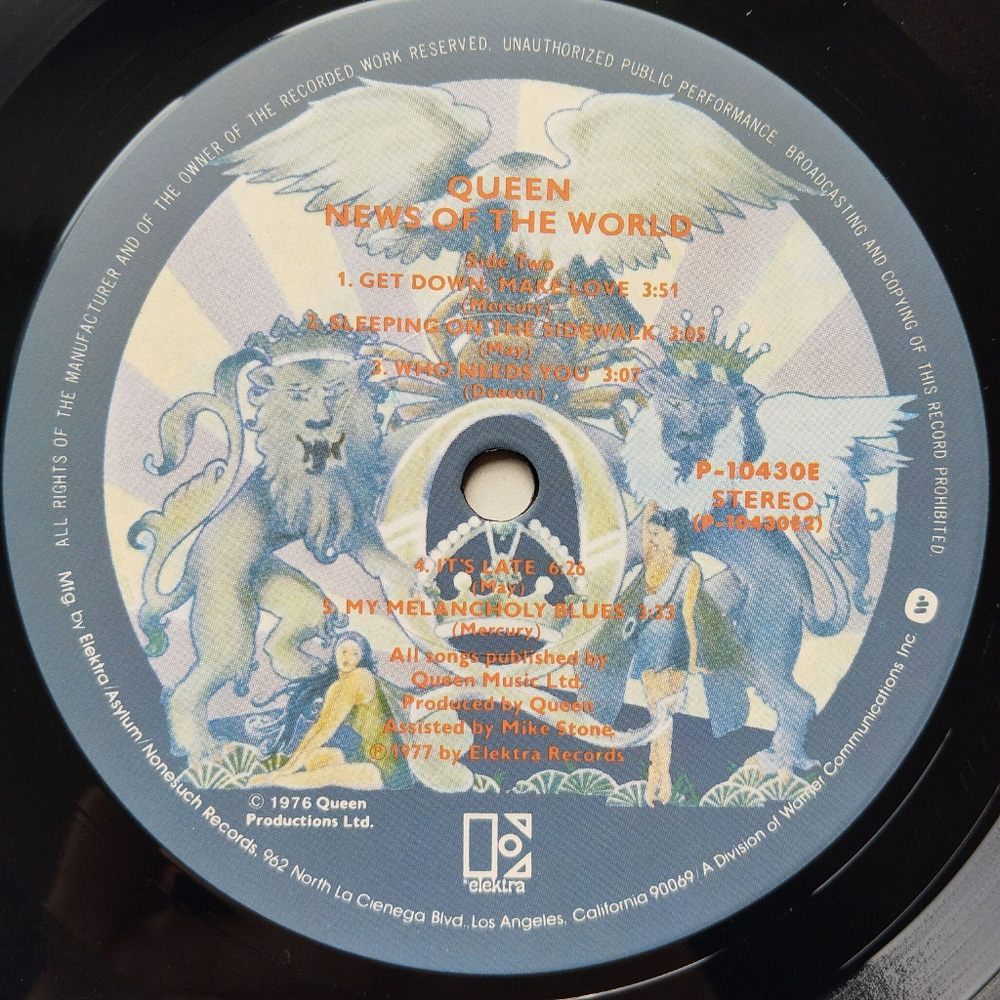 ALL RIGHTS OF THE MANUFACTURER AND OF THE OWNER OF THE RECORDED WORK RESERVED. UNAUTHORIZED PUBLIC PERFORMANCE. BROADCASTING AND COPYING OF THIS RECORD PROHIBITED.
QUEEN
NEWS OF THE WORLD
Side Two
1. GET DOWN, MAKE LOVE 3:51
(Mercury)
2. SLEEPING ON THE SIDEWALK 3:05
(May)
3. WHO NEEDS YOU 3:07
(Deacon)
P-10430E
STEREO
(P-10430E2)
4. IT'S LATE 6:26
(May)
5. MY MELANCHOLY BLUES 3:33
(Mercury)
All songs published by
Queen Music Ltd.
Produced by Queen
Assisted by Mike Stone
℗ 1977 by Elektra Records
© 1976 Queen
Productions Ltd.
elektra
Mfg. by Elektra/Asylum/Nonesuch Records, 962 North La Cienega Blvd., Los Angeles, California 90069 A Division of Warner Communications Inc